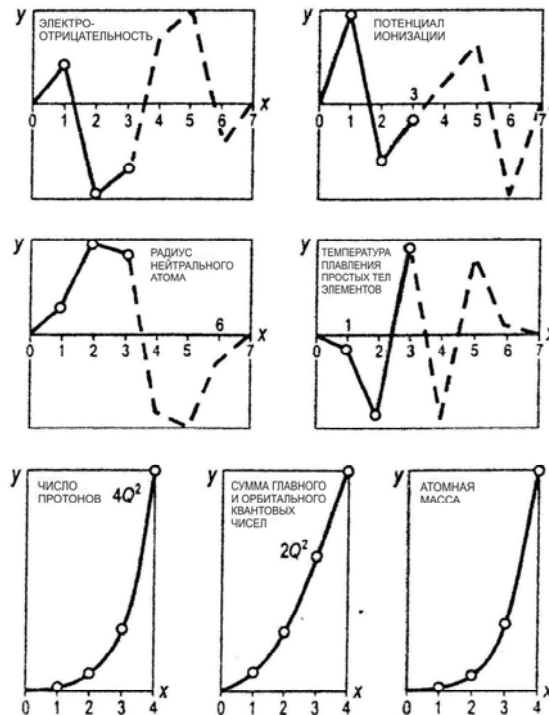 y
ЭЛЕКТРО-
ОТРИЦАТЕЛЬНОСТЬ
x
0 1 2 3 4 5 6 7
y
ПОТЕНЦИАЛ
ИОНИЗАЦИИ
3
x
0 1 2 4 5 6 7
y
РАДИУС
НЕЙТРАЛЬНОГО
АТОМА
6
x
0 1 2 3 4 5 7
y
ТЕМПЕРАТУРА
ПЛАВЛЕНИЯ
ПРОСТЫХ ТЕЛ
ЭЛЕМЕНТОВ
1
x
0 2 3 4 5 6 7
y
ЧИСЛО
ПРОТОНОВ 4Q²
x
0 1 2 3 4
y
СУММА ГЛАВНОГО
И ОРБИТАЛЬНОГО
КВАНТОВЫХ
ЧИСЕЛ
2Q²
x
0 1 2 3 4
y
АТОМНАЯ
МАССА
x
0 1 2 3 4